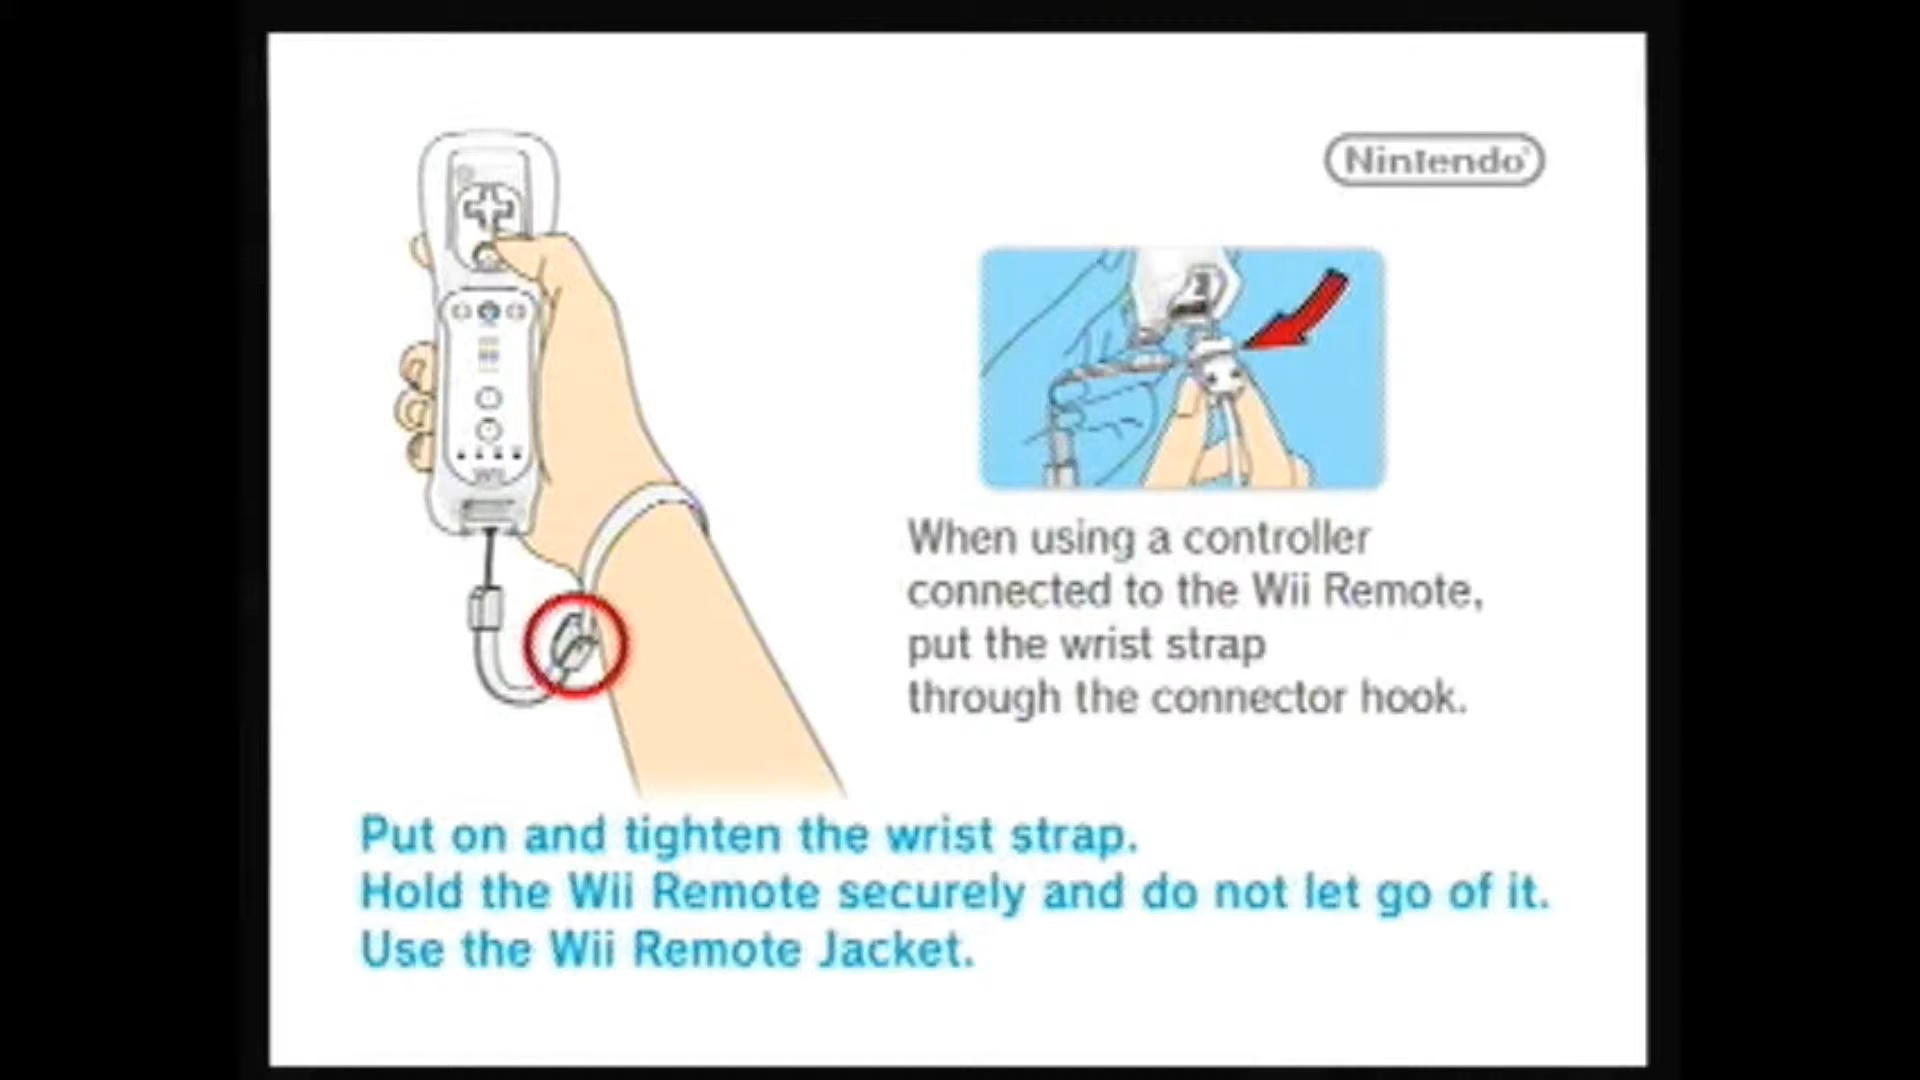 Nintendo
When using a controller
connected to the Wii Remote,
put the wrist strap
through the connector hook.
Wii
Put on and tighten the wrist strap.
Hold the Wii Remote securely and do not let go of it.
Use the Wii Remote Jacket.